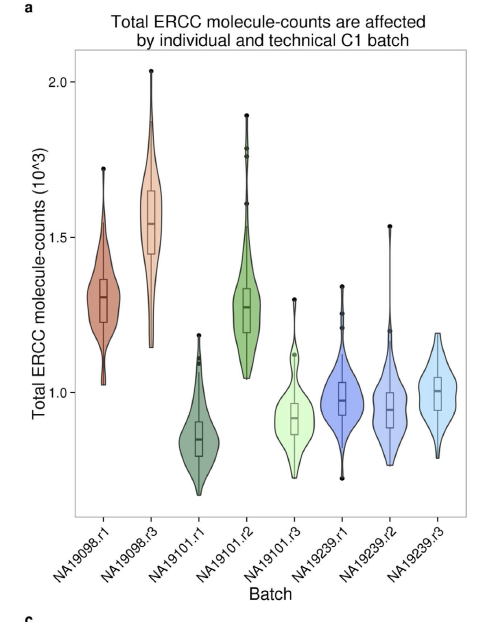 a
Total ERCC molecule-counts are affected
by individual and technical C1 batch
Total ERCC molecule-counts (10^3)
2.0
1.5
1.0
NA19098.r1
NA19098.r3
NA19101.r1
NA19101.r2
NA19101.r3
NA19239.r1
NA19239.r2
NA19239.r3
Batch